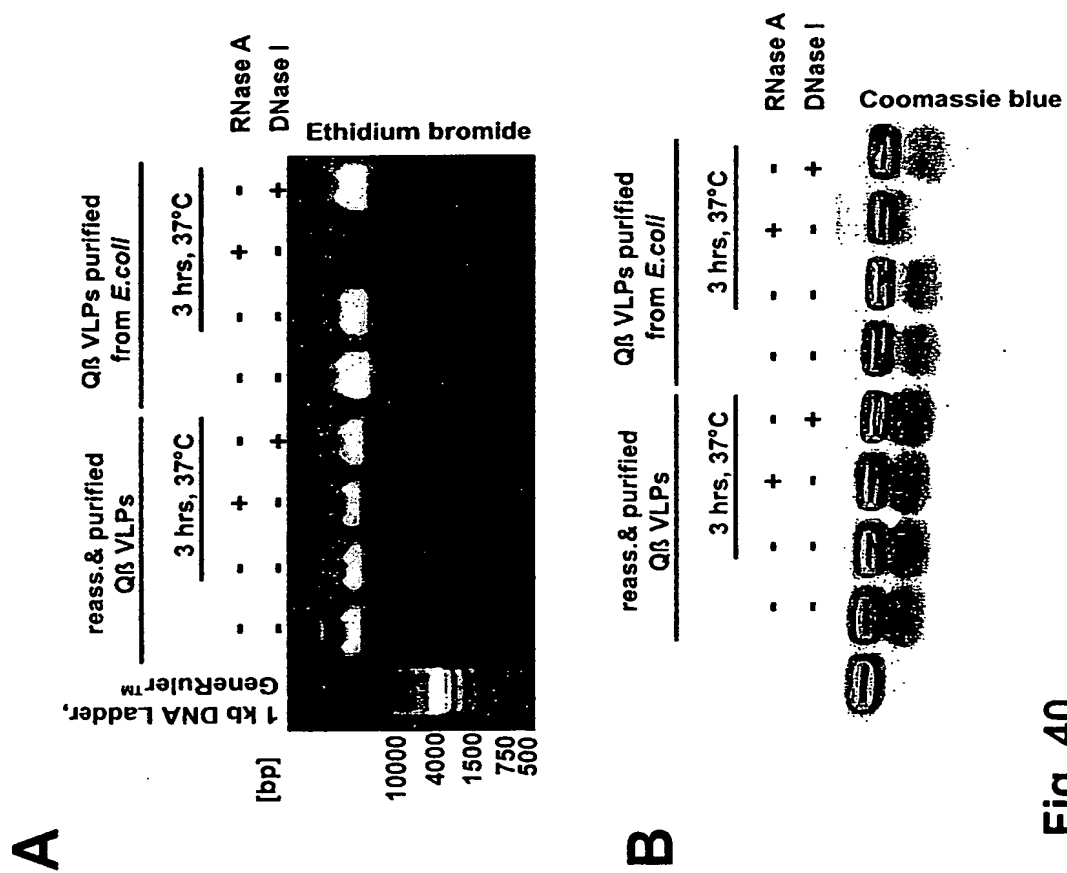 A
reass.& purified
Qß VLPs
Qß VLPs purified
from E.coli
3 hrs, 37°C
3 hrs, 37°C
- - + - - - + - RNase A
- - - + - - - + DNase I
1 kb DNA Ladder,
GeneRuler™
[bp]
10000
4000
1500
750
500
Ethidium bromide
B
reass.& purified
Qß VLPs
Qß VLPs purified
from E.coli
3 hrs, 37°C
3 hrs, 37°C
- - + - - - + - RNase A
- - - + - - - + DNase I
Coomassie blue
Fig. 40